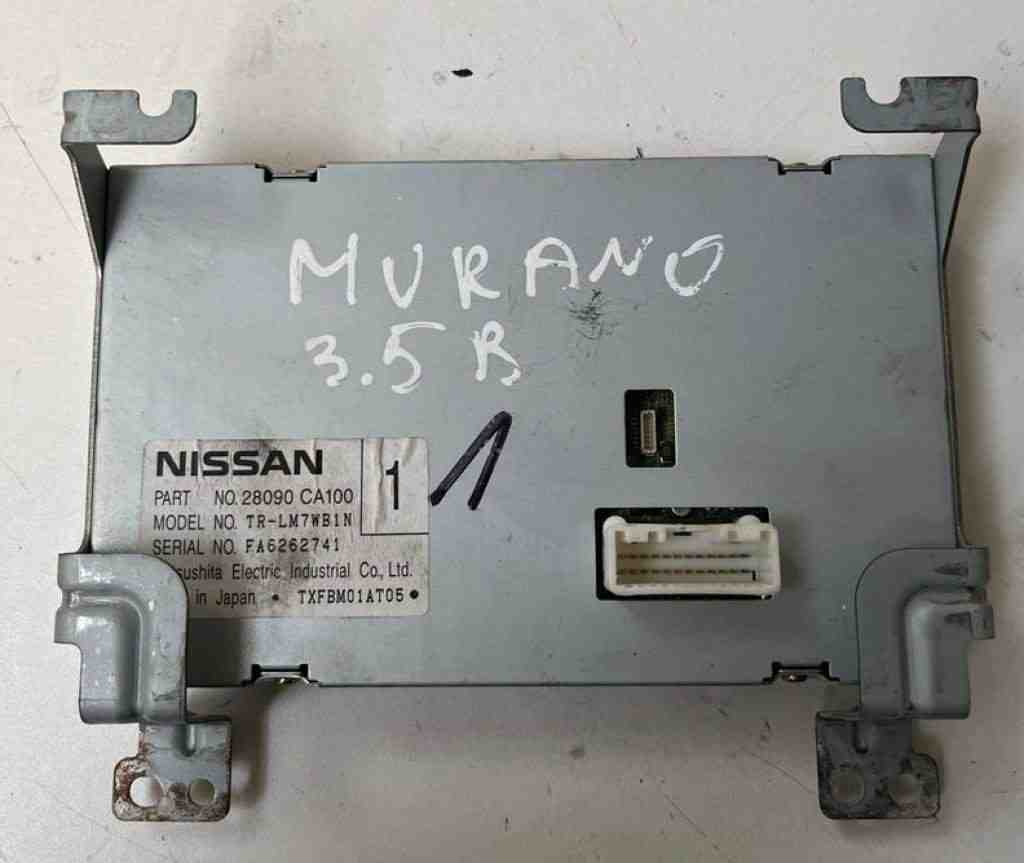 MURANO
3.5 B
1
NISSAN
1
PART NO. 28090 CA100
MODEL NO. TR-LM7WB1N
SERIAL NO. FA6262741
Electric Industrial Co., Ltd.
in Japan • TXFBM01AT05 •